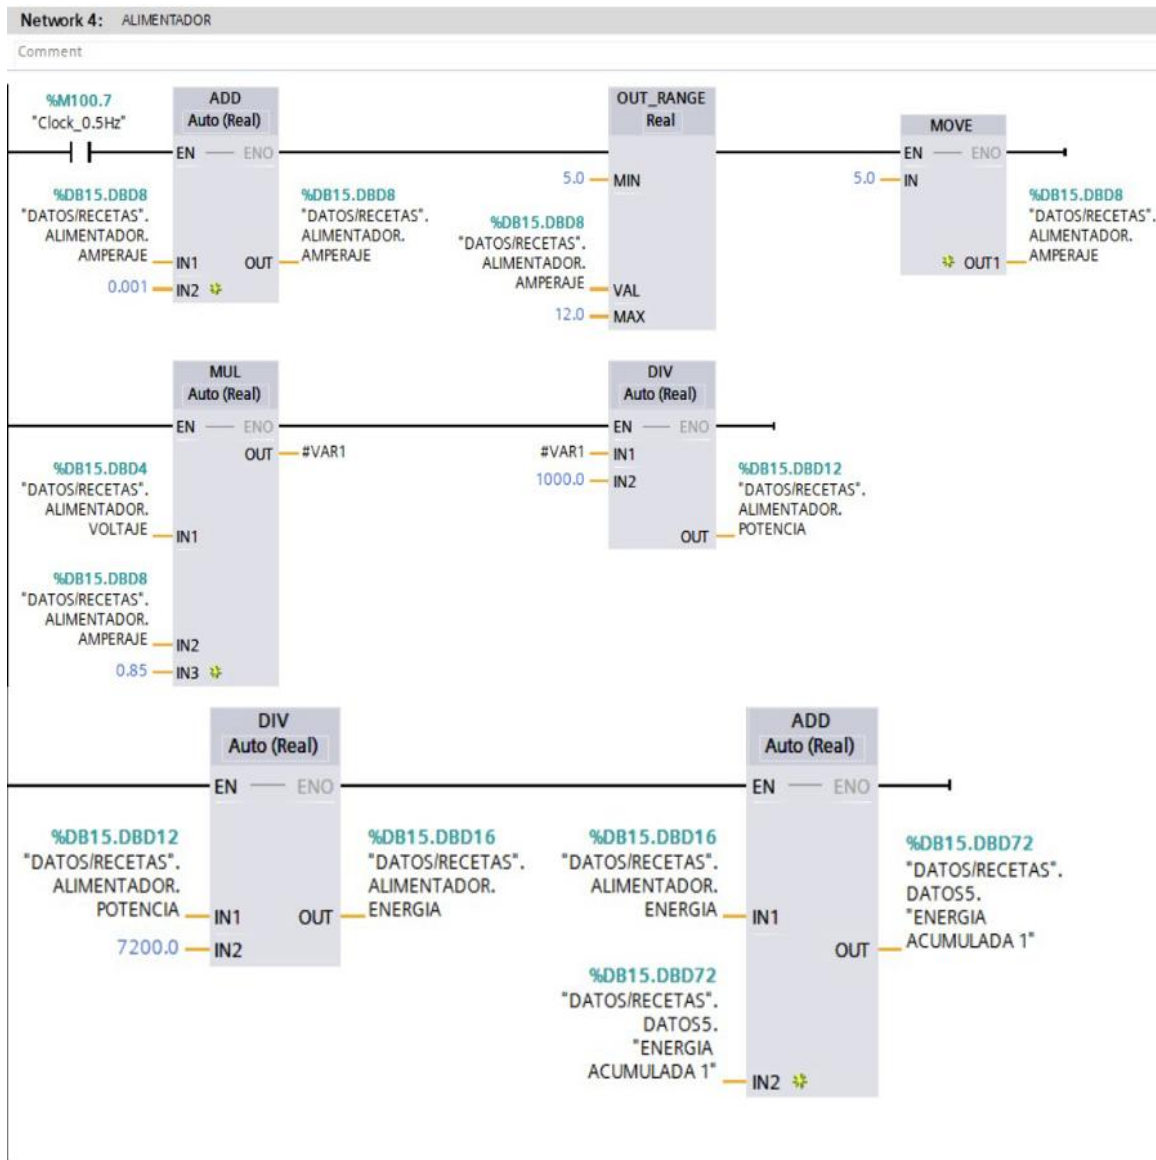 Network 4: ALIMENTADOR
Comment
%M100.7
"Clock_0.5Hz"
ADD
Auto (Real)
EN ENO
%DB15.DBD8
"DATOS/RECETAS".
ALIMENTADOR.
AMPERAJE
IN1
0.001
IN2
OUT
%DB15.DBD8
"DATOS/RECETAS".
ALIMENTADOR.
AMPERAJE
OUT_RANGE
Real
5.0
MIN
%DB15.DBD8
"DATOS/RECETAS".
ALIMENTADOR.
AMPERAJE
VAL
12.0
MAX
MOVE
EN ENO
5.0
IN
OUT1
%DB15.DBD8
"DATOS/RECETAS".
ALIMENTADOR.
AMPERAJE
MUL
Auto (Real)
EN ENO
OUT
#VAR1
%DB15.DBD4
"DATOS/RECETAS".
ALIMENTADOR.
VOLTAJE
IN1
%DB15.DBD8
"DATOS/RECETAS".
ALIMENTADOR.
AMPERAJE
IN2
0.85
IN3
DIV
Auto (Real)
EN ENO
#VAR1
IN1
1000.0
IN2
OUT
%DB15.DBD12
"DATOS/RECETAS".
ALIMENTADOR.
POTENCIA
DIV
Auto (Real)
EN ENO
%DB15.DBD12
"DATOS/RECETAS".
ALIMENTADOR.
POTENCIA
IN1
7200.0
IN2
OUT
%DB15.DBD16
"DATOS/RECETAS".
ALIMENTADOR.
ENERGIA
ADD
Auto (Real)
EN ENO
%DB15.DBD16
"DATOS/RECETAS".
ALIMENTADOR.
ENERGIA
IN1
%DB15.DBD72
"DATOS/RECETAS".
DATOS5.
"ENERGIA
ACUMULADA 1"
IN2
OUT
%DB15.DBD72
"DATOS/RECETAS".
DATOS5.
"ENERGIA
ACUMULADA 1"